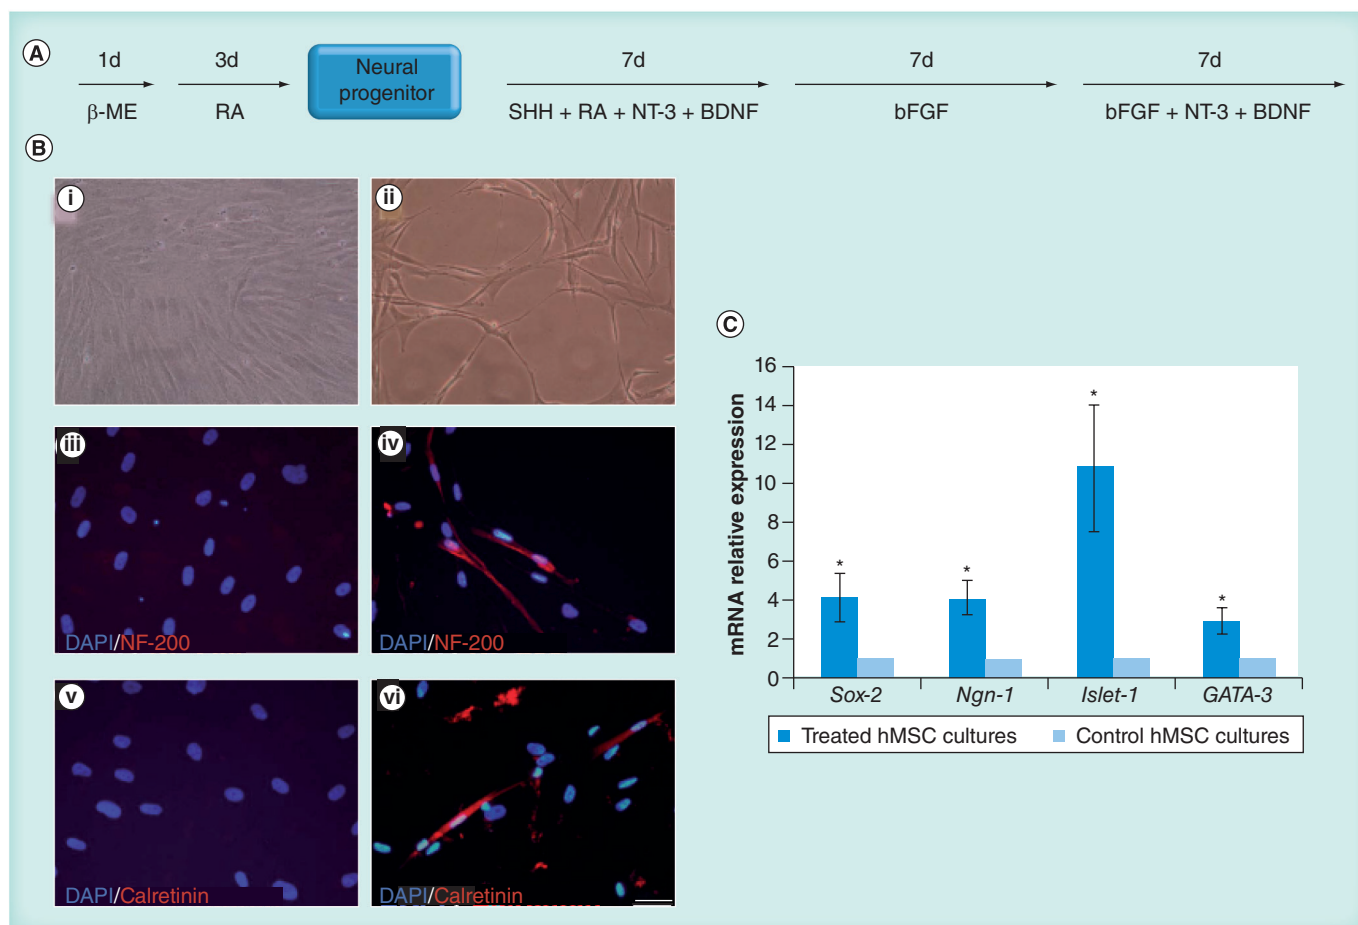 A
1d
3d
Neural
progenitor
7d
7d
7d
β-ME
RA
SHH + RA + NT-3 + BDNF
bFGF
bFGF + NT-3 + BDNF
B
i
ii
iii
iv
DAPI/NF-200
DAPI/NF-200
v
vi
DAPI/Calretinin
DAPI/Calretinin
C
mRNA relative expression
16
14
12
10
8
6
4
2
0
*
*
*
*
Sox-2
Ngn-1
Islet-1
GATA-3
Treated hMSC cultures
Control hMSC cultures